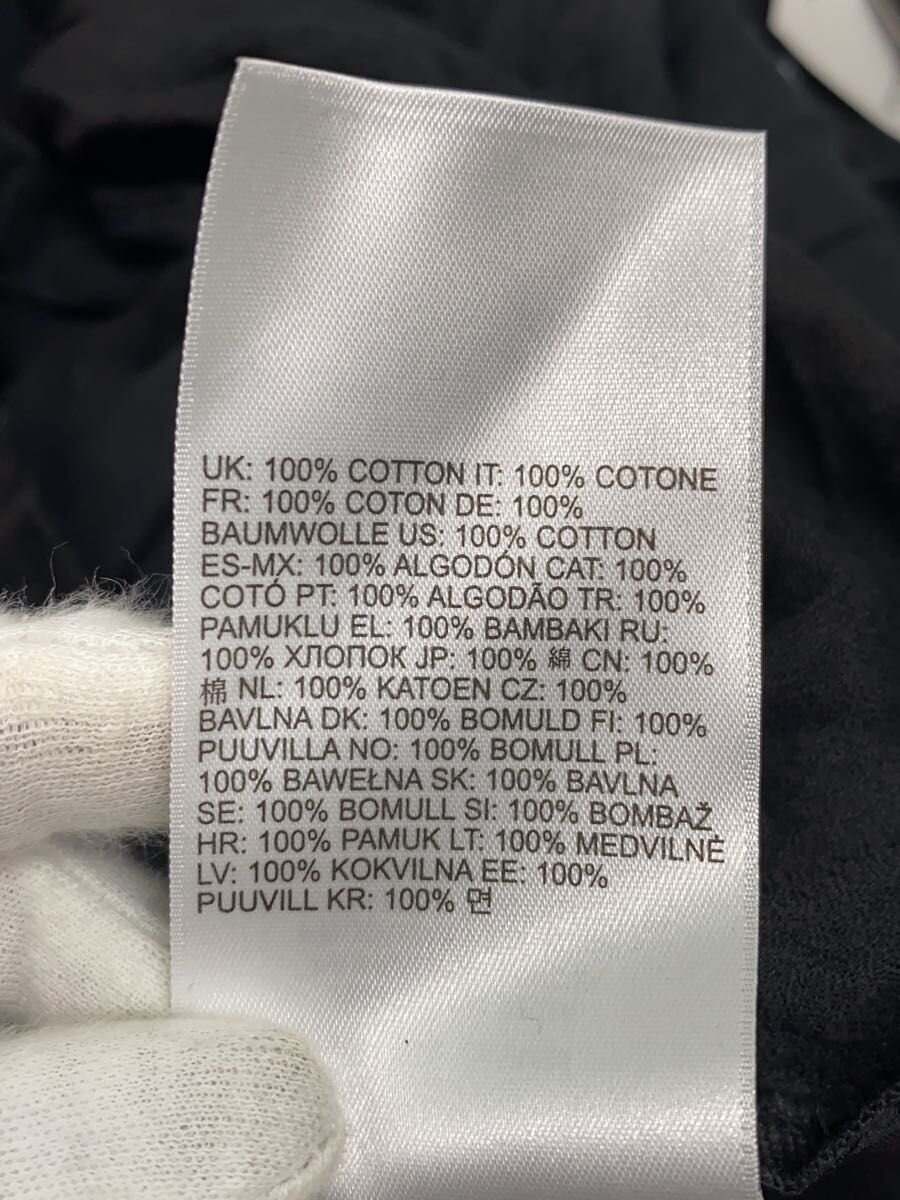 UK: 100% COTTON IT: 100% COTONE
FR: 100% COTON DE: 100%
BAUMWOLLE US: 100% COTTON
ES-MX: 100% ALGODÓN CAT: 100%
COTÓ PT: 100% ALGODÃO TR: 100%
PAMUKLU EL: 100% BAMBAKI RU:
100% ХЛОПОК JP: 100% 綿 CN: 100%
棉 NL: 100% KATOEN CZ: 100%
BAVLNA DK: 100% BOMULD FI: 100%
PUUVILLA NO: 100% BOMULL PL:
100% BAWEŁNA SK: 100% BAVLNA
SE: 100% BOMULL SI: 100% BOMBAŽ
HR: 100% PAMUK LT: 100% MEDVILNĖ
LV: 100% KOKVILNA EE: 100%
PUUVILL KR: 100% 면